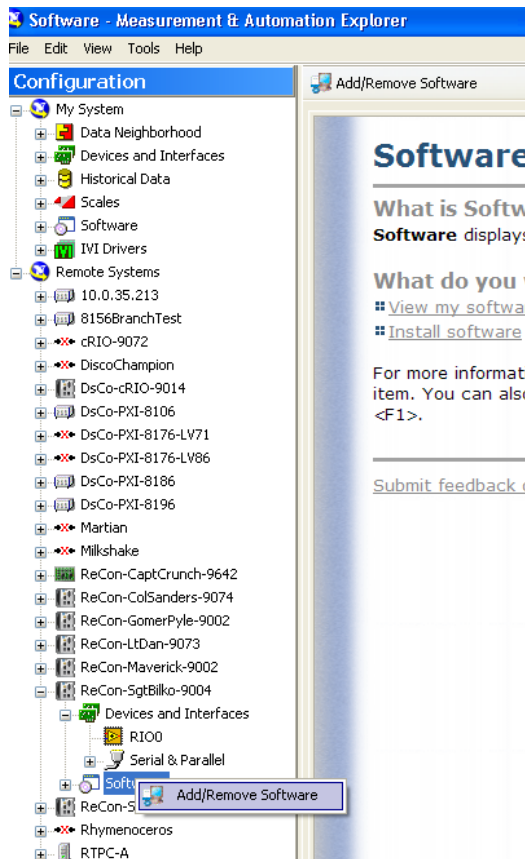 Software - Measurement & Automation Explorer
File Edit View Tools Help
Configuration
My System
Data Neighborhood
Devices and Interfaces
Historical Data
Scales
Software
IVI Drivers
Remote Systems
10.0.35.213
8156BranchTest
cRIO-9072
DiscoChampion
DsCo-cRIO-9014
DsCo-PXI-8106
DsCo-PXI-8176-LV71
DsCo-PXI-8176-LV86
DsCo-PXI-8186
DsCo-PXI-8196
Martian
Milkshake
ReCon-CaptCrunch-9642
ReCon-ColSanders-9074
ReCon-GomerPyle-9002
ReCon-LtDan-9073
ReCon-Maverick-9002
ReCon-SgtBilko-9004
Devices and Interfaces
RIO0
Serial & Parallel
Softw
Add/Remove Software
ReCon-S
Rhymenoceros
RTPC-A
Add/Remove Software
Software
What is Softw
Software displays
What do you
View my softwa
Install software
For more informat
item. You can also
<F1>.
Submit feedback